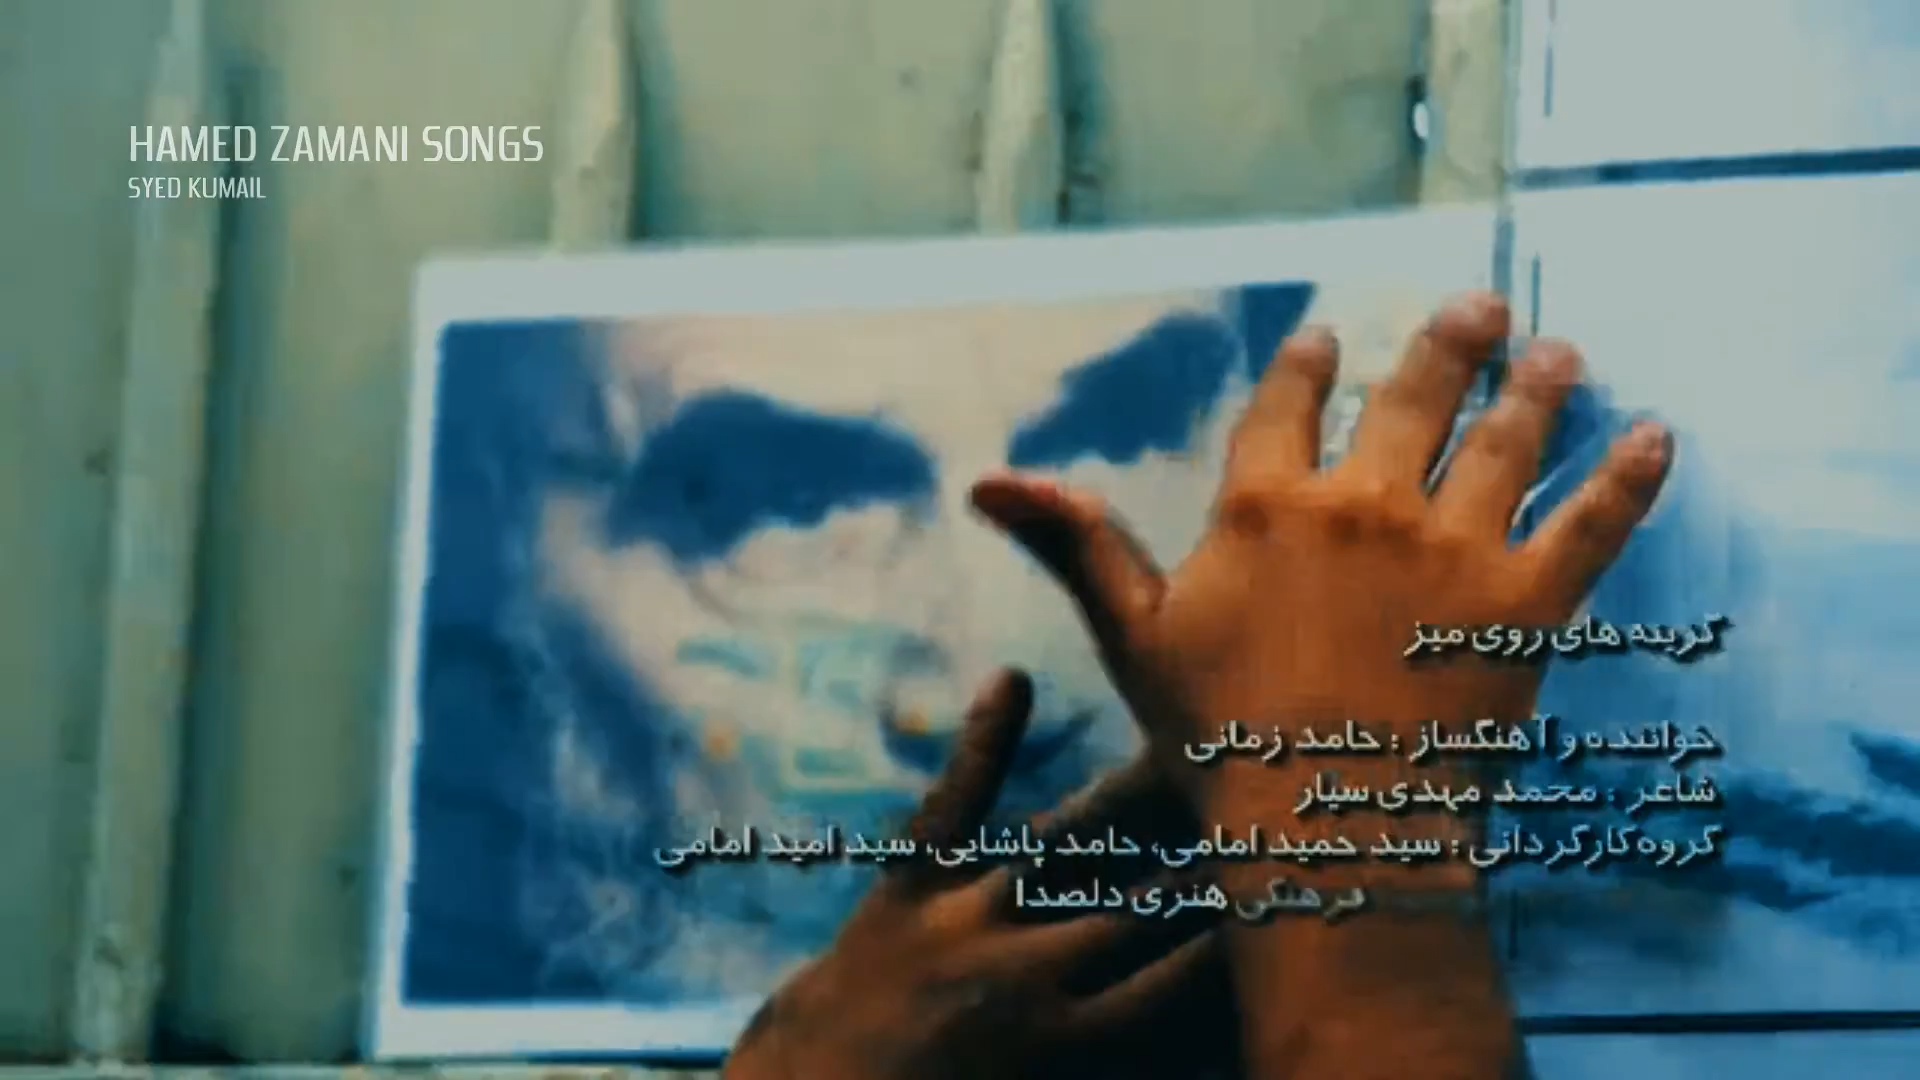 HAMED ZAMANI SONGS
SYED KUMAIL
گزینه های روی میز
خواننده و آهنگساز : حامد زمانی
شاعر : محمد مهدی سیار
گروه کارگردانی : سید حمید امامی، حامد پاشایی، سید امید امامی
فرهنگی هنری دلصدا